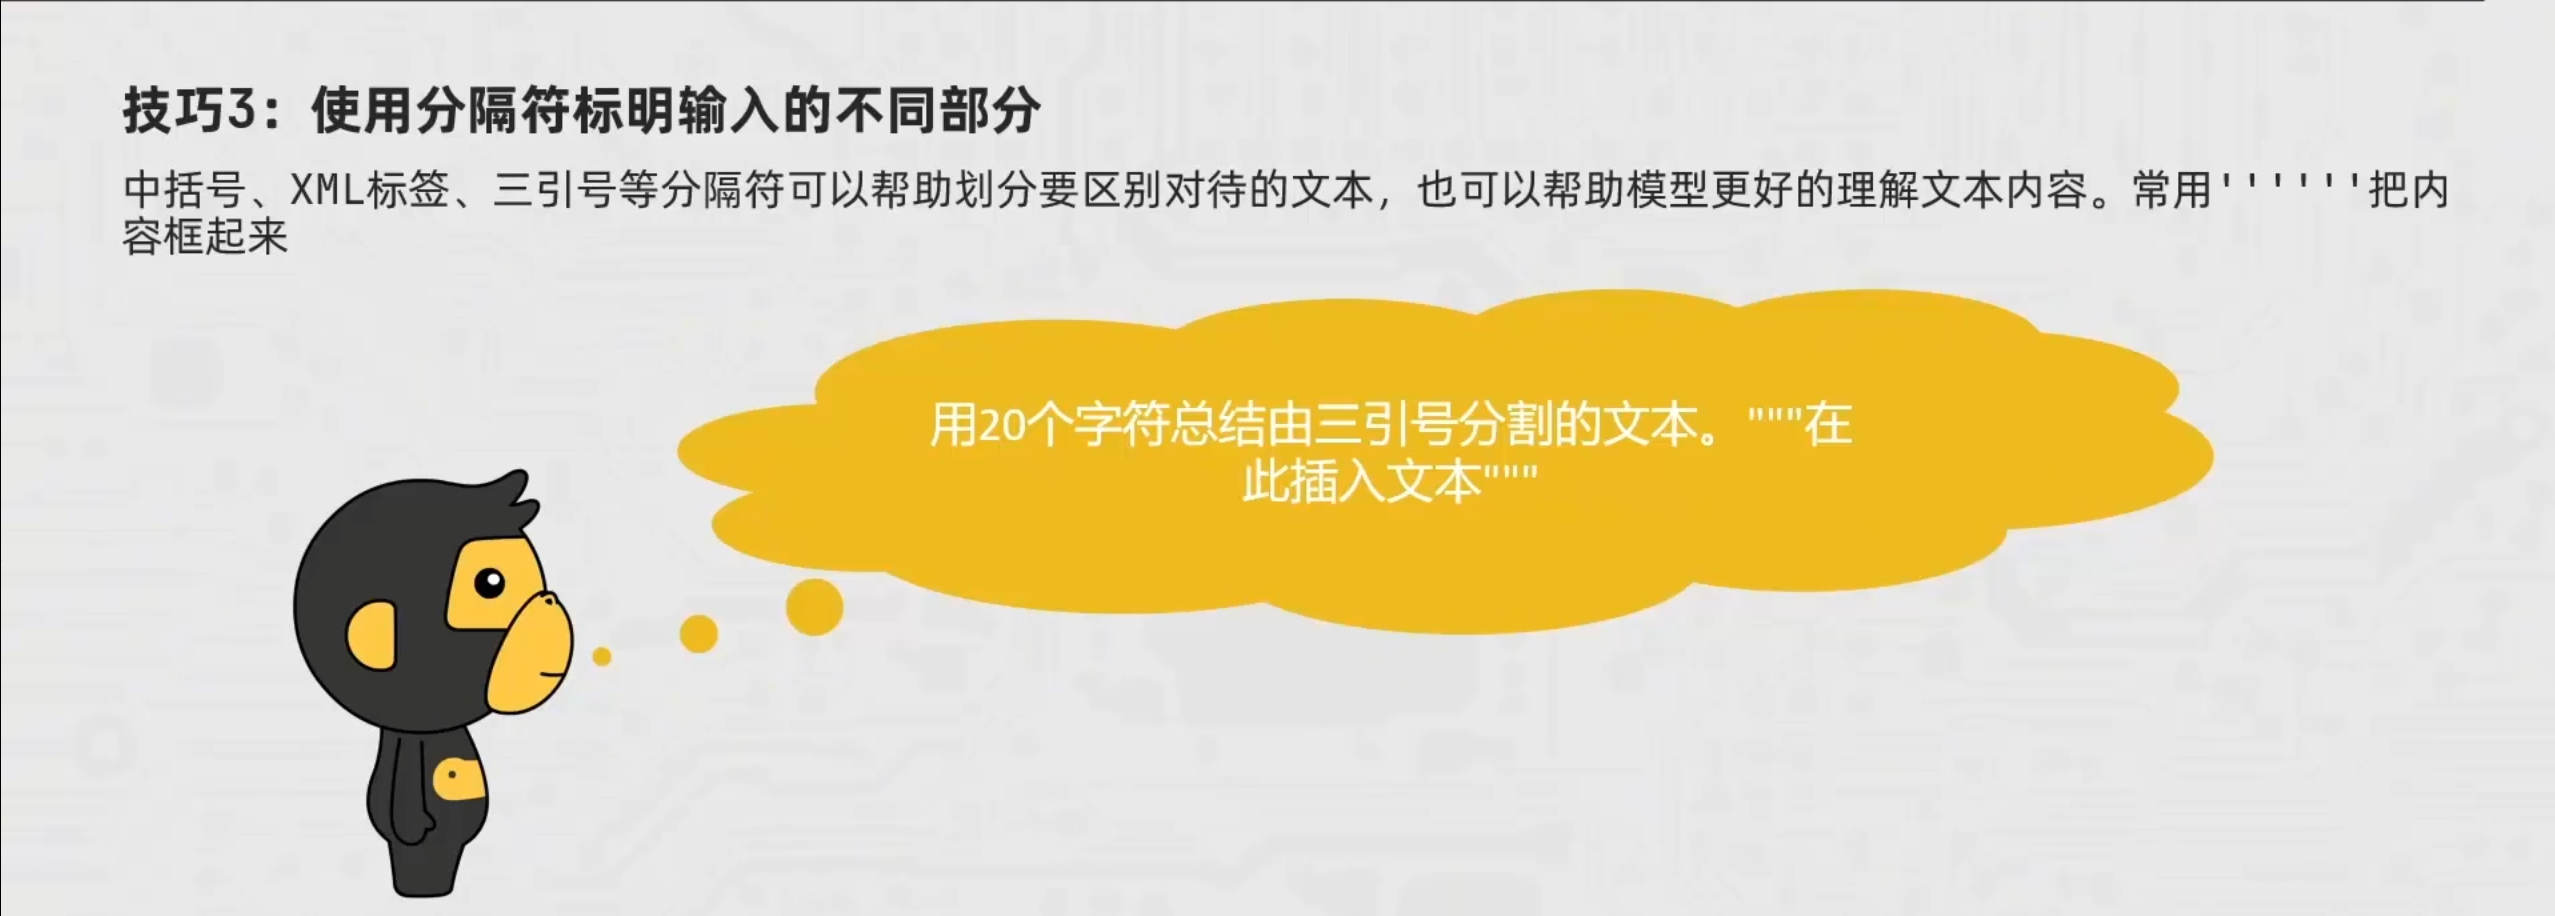 技巧3：使用分隔符标明输入的不同部分
中括号、XML标签、三引号等分隔符可以帮助划分要区别对待的文本，也可以帮助模型更好的理解文本内容。常用''''''把内
容框起来
用20个字符总结由三引号分割的文本。"""在
此插入文本"""